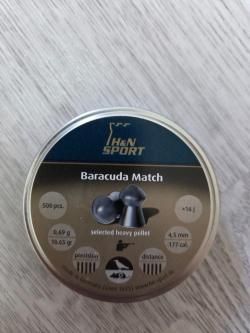 H&N
SPORT
Baracuda Match
500 pcs.
>16 J
selected heavy pellet
0,69 g
10.65 gr
4,5 mm
.177 cal.
precision
distance